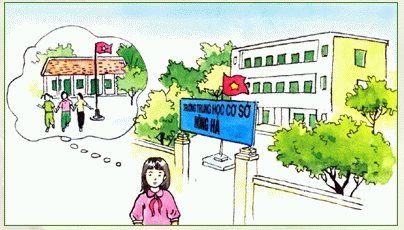 TRƯỜNG TRUNG HỌC CƠ SỞ
HỒNG HÀ